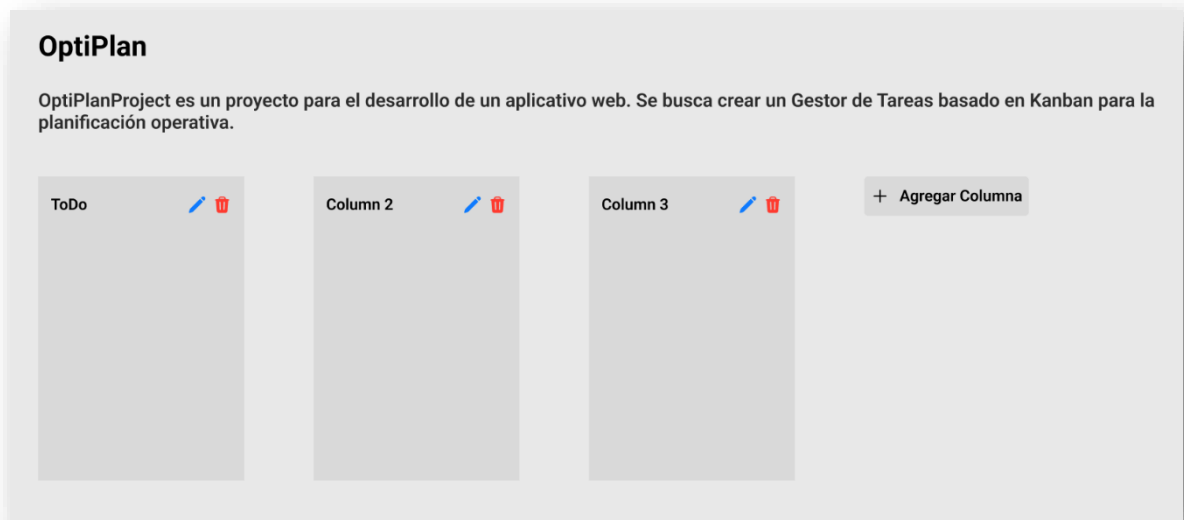 OptiPlan
OptiPlanProject es un proyecto para el desarrollo de un aplicativo web. Se busca crear un Gestor de Tareas basado en Kanban para la
planificación operativa.
ToDo
Column 2
Column 3
+ Agregar Columna